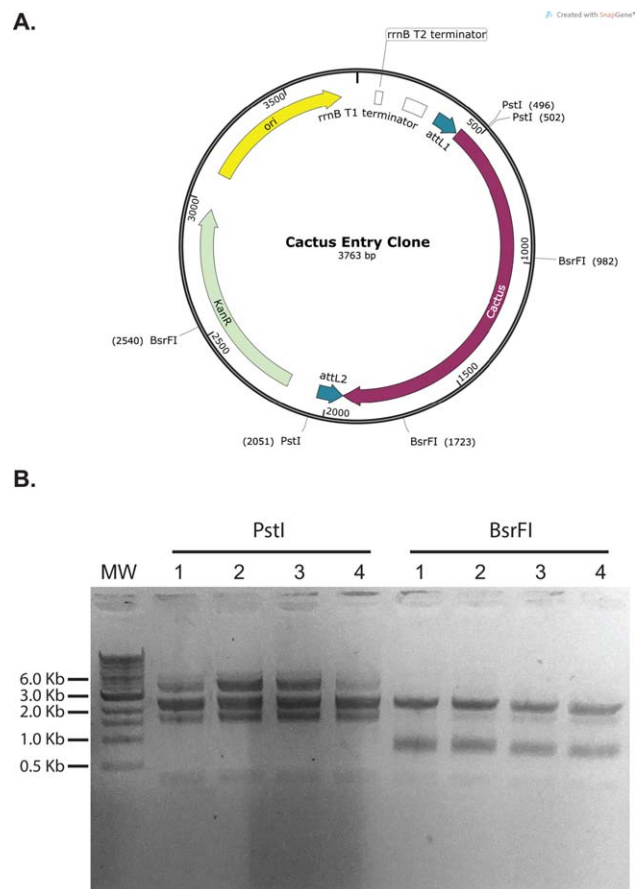 A.
Created with SnapGene®
rrnB T2 terminator
rrnB T1 terminator
attL1
PstI (496)
500
PstI (502)
3500
ori
3000
Cactus Entry Clone
3763 bp
1000
BsrFI (982)
Cactus
KanR
(2540) BsrFI
2500
attL2
1500
2000
(2051) PstI
BsrFI (1723)
B.
PstI BsrFI
MW 1 2 3 4 1 2 3 4
6.0 Kb
3.0 Kb
2.0 Kb
1.0 Kb
0.5 Kb